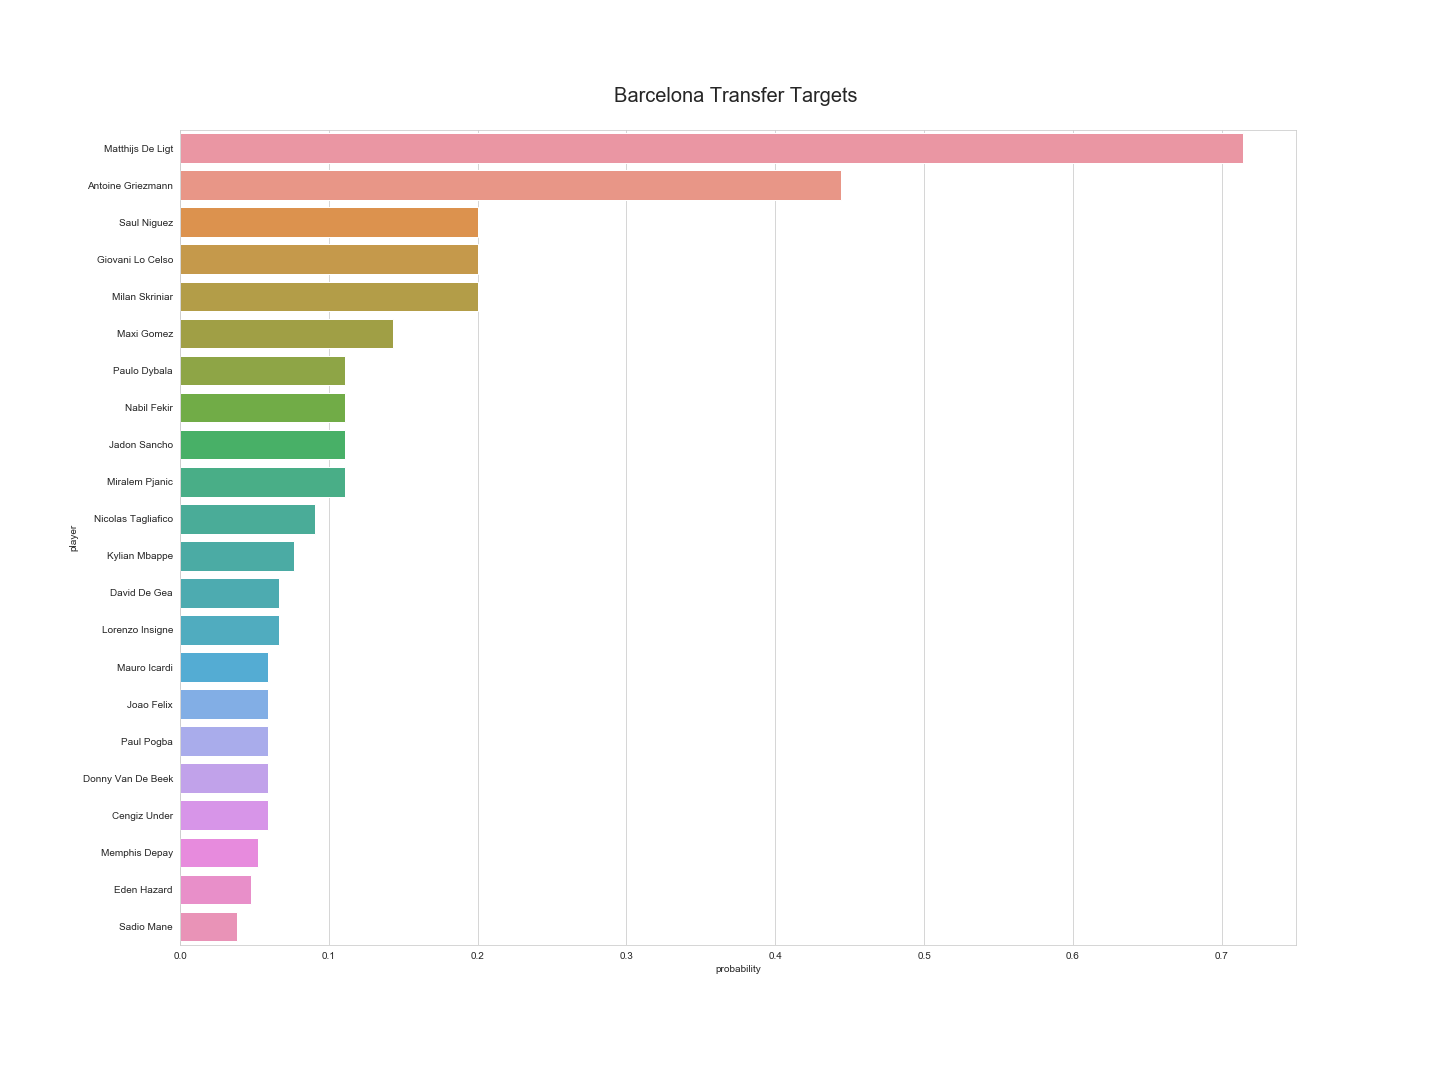 Barcelona Transfer Targets
Matthijs De Ligt
Antoine Griezmann
Saul Niguez
Giovani Lo Celso
Milan Skriniar
Maxi Gomez
Paulo Dybala
Nabil Fekir
Jadon Sancho
Miralem Pjanic
Nicolas Tagliafico
Kylian Mbappe
David De Gea
Lorenzo Insigne
Mauro Icardi
Joao Felix
Paul Pogba
Donny Van De Beek
Cengiz Under
Memphis Depay
Eden Hazard
Sadio Mane
player
0.0 0.1 0.2 0.3 0.4 0.5 0.6 0.7
probability